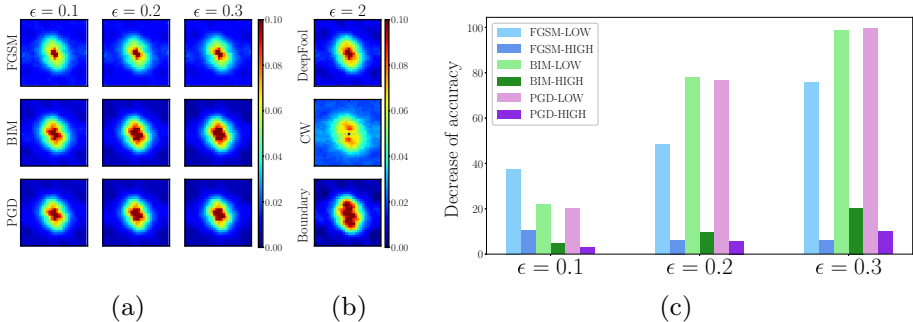 ϵ = 0.1 ϵ = 0.2 ϵ = 0.3
FGSM
BIM
PGD
0.10
0.08
0.06
0.04
0.02
0.00
(a)
ϵ = 2
DeepFool
CW
Boundary
0.10
0.08
0.06
0.04
0.02
0.00
(b)
Decrease of accuracy
100
80
60
40
20
0
FGSM-LOW
FGSM-HIGH
BIM-LOW
BIM-HIGH
PGD-LOW
PGD-HIGH
ϵ = 0.1 ϵ = 0.2 ϵ = 0.3
(c)